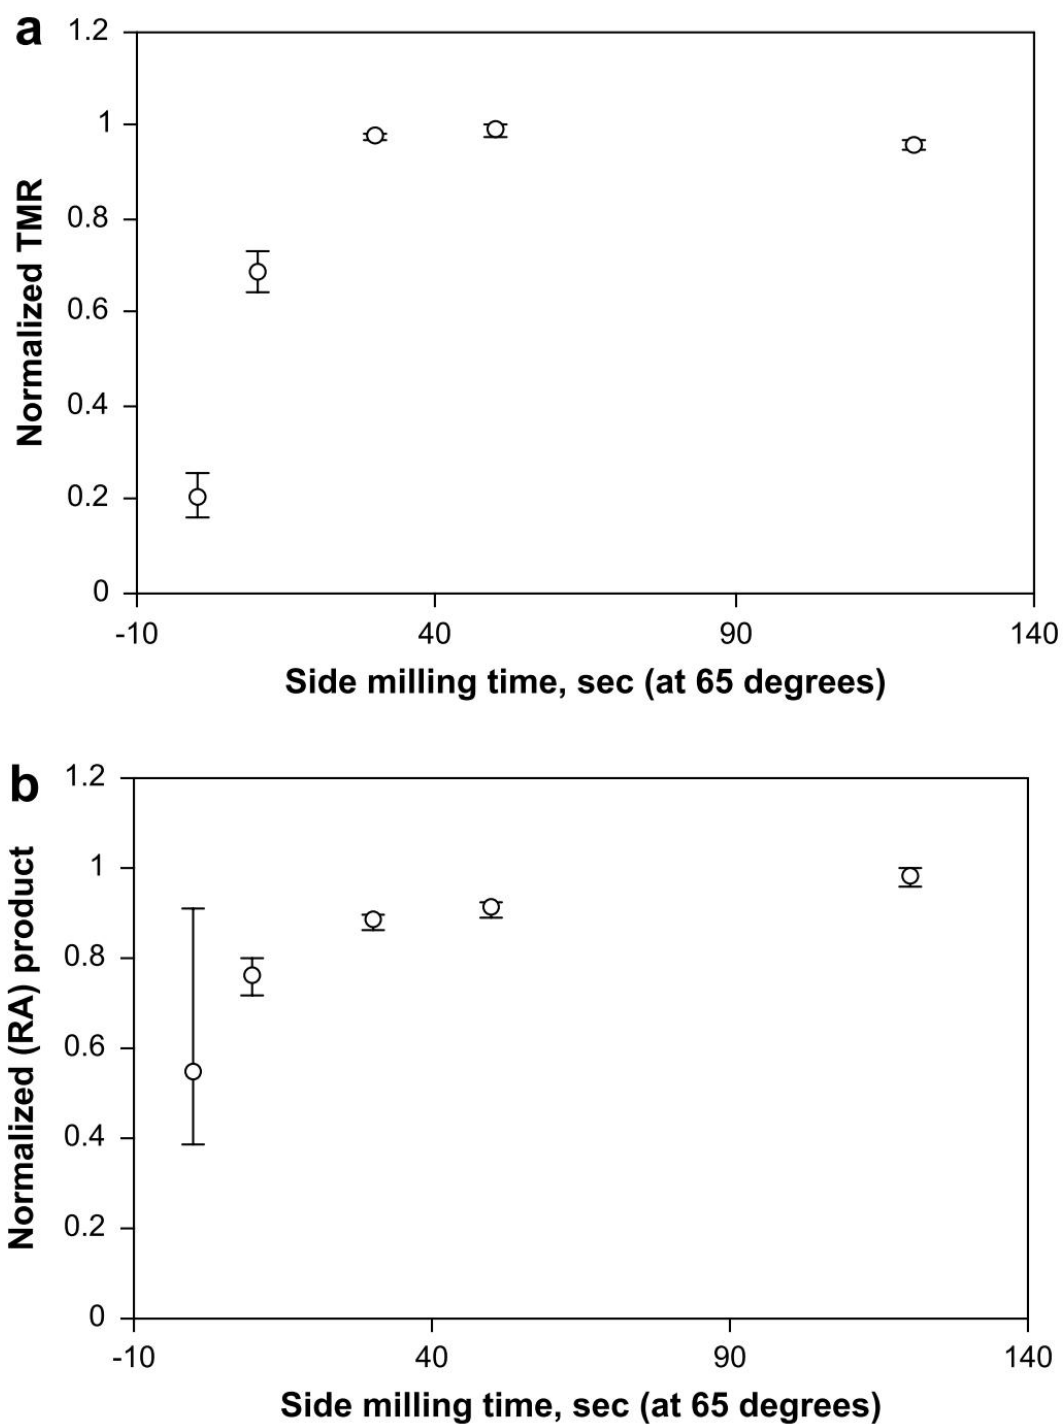 a
1.2
1
0.8
0.6
0.4
0.2
0
Normalized TMR
-10 40 90 140
Side milling time, sec (at 65 degrees)
b
1.2
1
0.8
0.6
0.4
0.2
0
Normalized (RA) product
-10 40 90 140
Side milling time, sec (at 65 degrees)